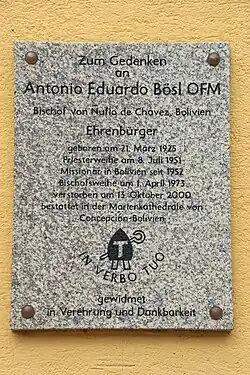 Zum Gedenken
an
Antonio Eduardo Bösl OFM
Bischof von Ñuflo de Chávez, Bolivien
Ehrenbürger
geboren am 21. März 1925
Priesterweihe am 8. Juli 1951
Missionar in Bolivien seit 1952
Bischofsweihe am 1. April 1973
verstorben am 13. Oktober 2000
bestattet in der Marienkathedrale von
Concepción-Bolivien
T
IN VERBO TUO
gewidmet
in Verehrung und Dankbarkeit